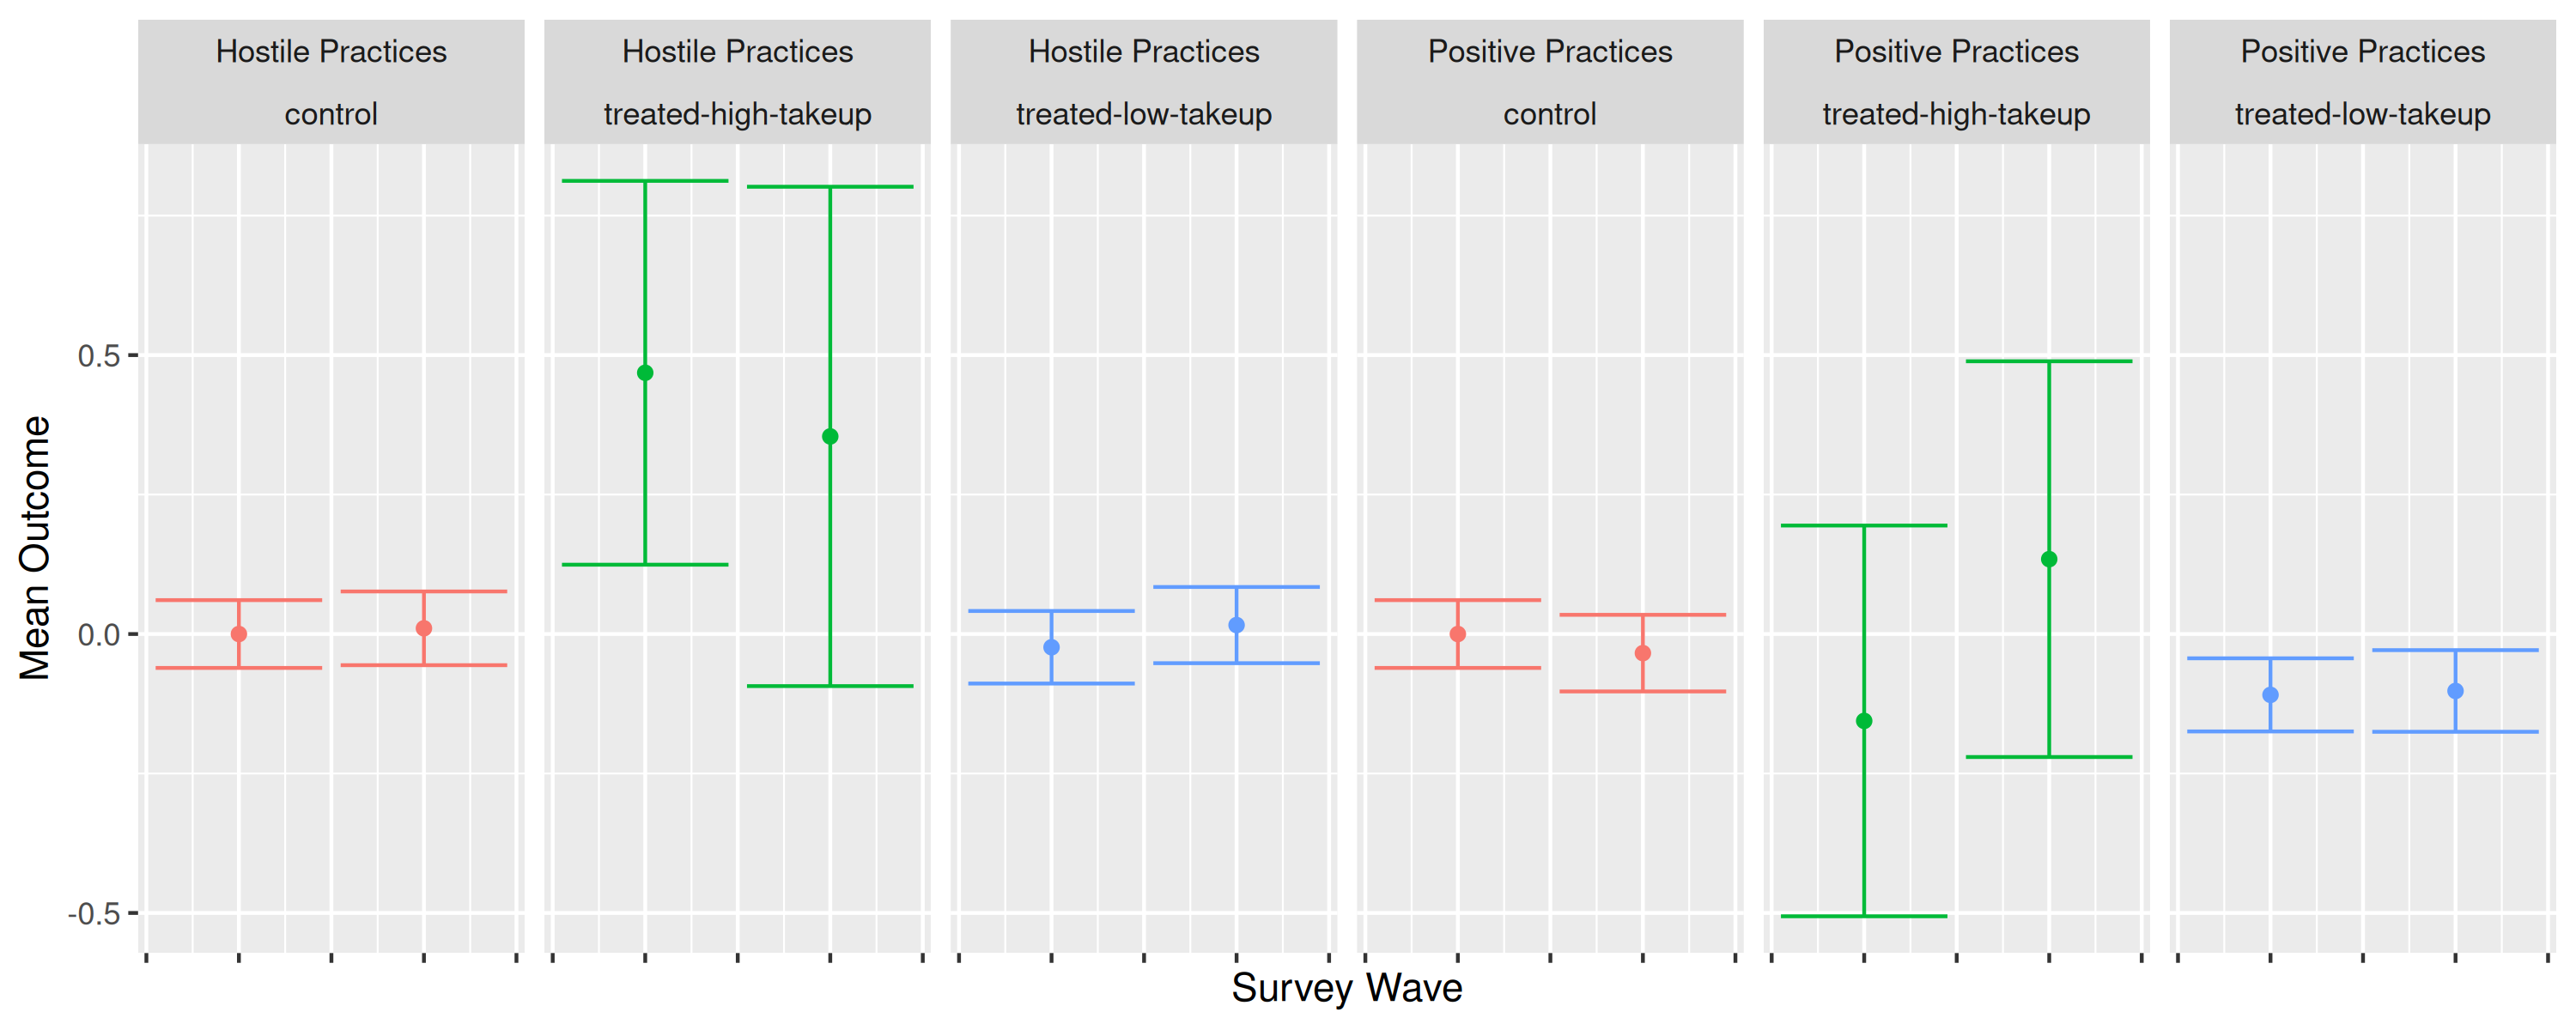 Hostile Practices
control
Hostile Practices
treated-high-takeup
Hostile Practices
treated-low-takeup
Positive Practices
control
Positive Practices
treated-high-takeup
Positive Practices
treated-low-takeup
Mean Outcome
0.5
0.0
-0.5
Survey Wave